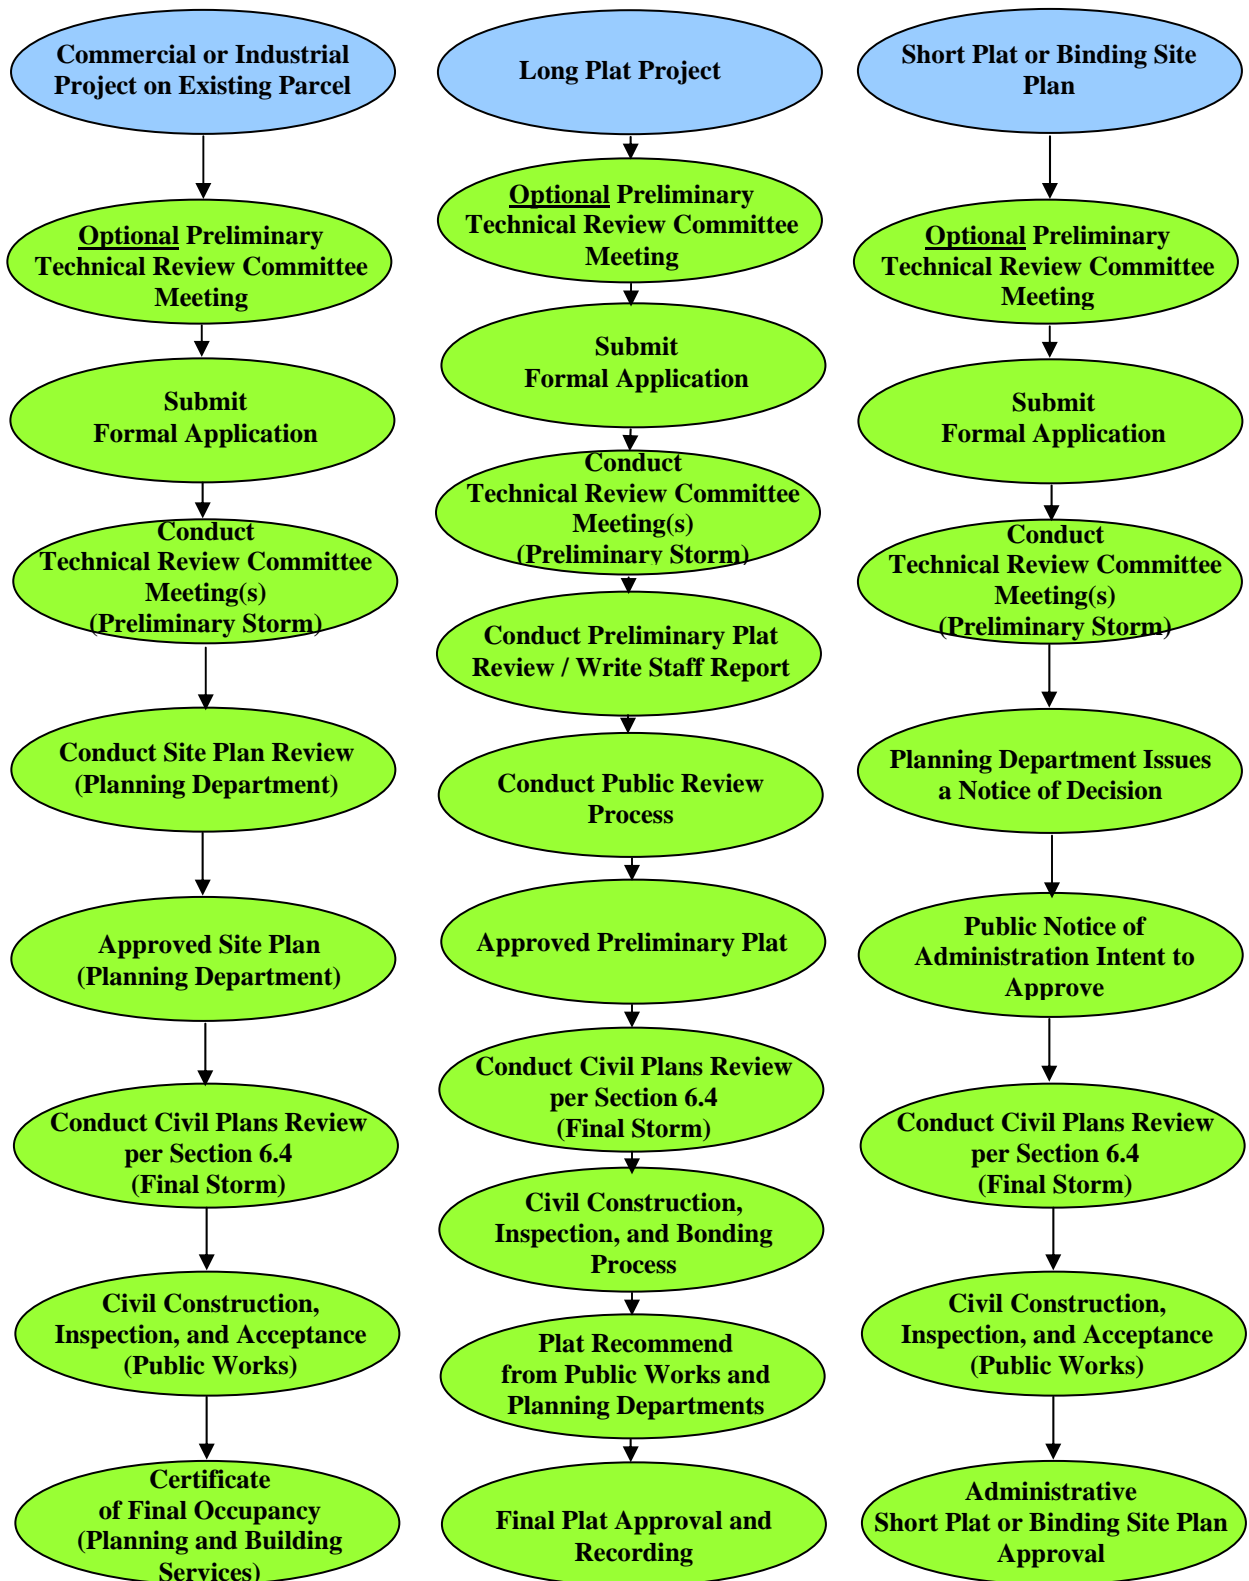 Commercial or Industrial
Project on Existing Parcel
Optional Preliminary
Technical Review Committee
Meeting
Submit
Formal Application
Conduct
Technical Review Committee
Meeting(s)
(Preliminary Storm)
Conduct Site Plan Review
(Planning Department)
Approved Site Plan
(Planning Department)
Conduct Civil Plans Review
per Section 6.4
(Final Storm)
Civil Construction,
Inspection, and Acceptance
(Public Works)
Certificate
of Final Occupancy
(Planning and Building
Services)
Long Plat Project
Optional Preliminary
Technical Review Committee
Meeting
Submit
Formal Application
Conduct
Technical Review Committee
Meeting(s)
(Preliminary Storm)
Conduct Preliminary Plat
Review / Write Staff Report
Conduct Public Review
Process
Approved Preliminary Plat
Conduct Civil Plans Review
per Section 6.4
(Final Storm)
Civil Construction,
Inspection, and Bonding
Process
Plat Recommend
from Public Works and
Planning Departments
Final Plat Approval and
Recording
Short Plat or Binding Site
Plan
Optional Preliminary
Technical Review Committee
Meeting
Submit
Formal Application
Conduct
Technical Review Committee
Meeting(s)
(Preliminary Storm)
Planning Department Issues
a Notice of Decision
Public Notice of
Administration Intent to
Approve
Conduct Civil Plans Review
per Section 6.4
(Final Storm)
Civil Construction,
Inspection, and Acceptance
(Public Works)
Administrative
Short Plat or Binding Site Plan
Approval